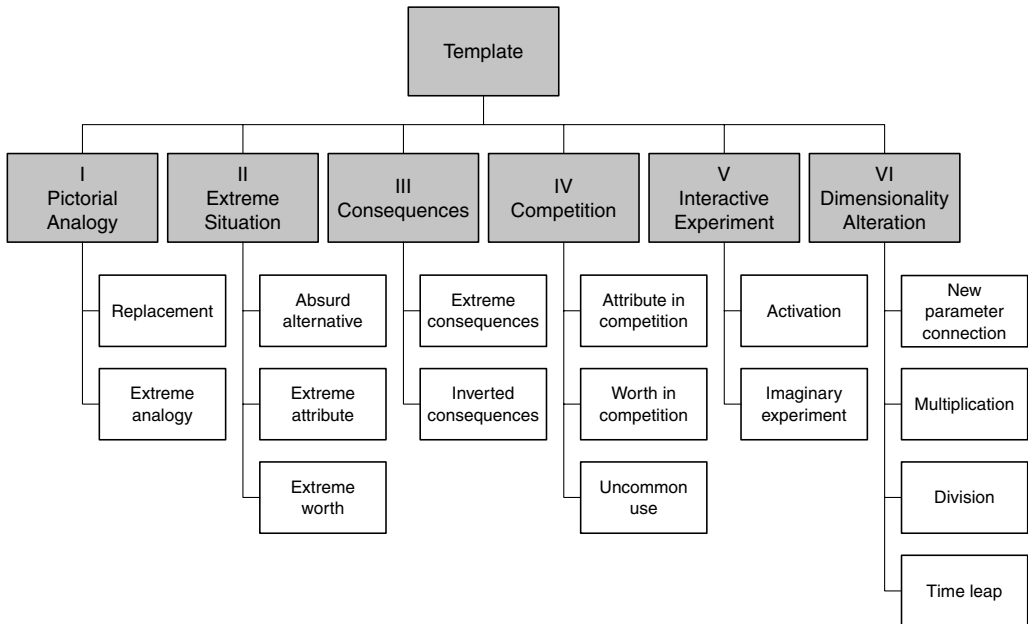 Template
I
Pictorial
Analogy
II
Extreme
Situation
III
Consequences
IV
Competition
V
Interactive
Experiment
VI
Dimensionality
Alteration
Replacement
Extreme
analogy
Absurd
alternative
Extreme
attribute
Extreme
worth
Extreme
consequences
Inverted
consequences
Attribute in
competition
Worth in
competition
Uncommon
use
Activation
Imaginary
experiment
New
parameter
connection
Multiplication
Division
Time leap